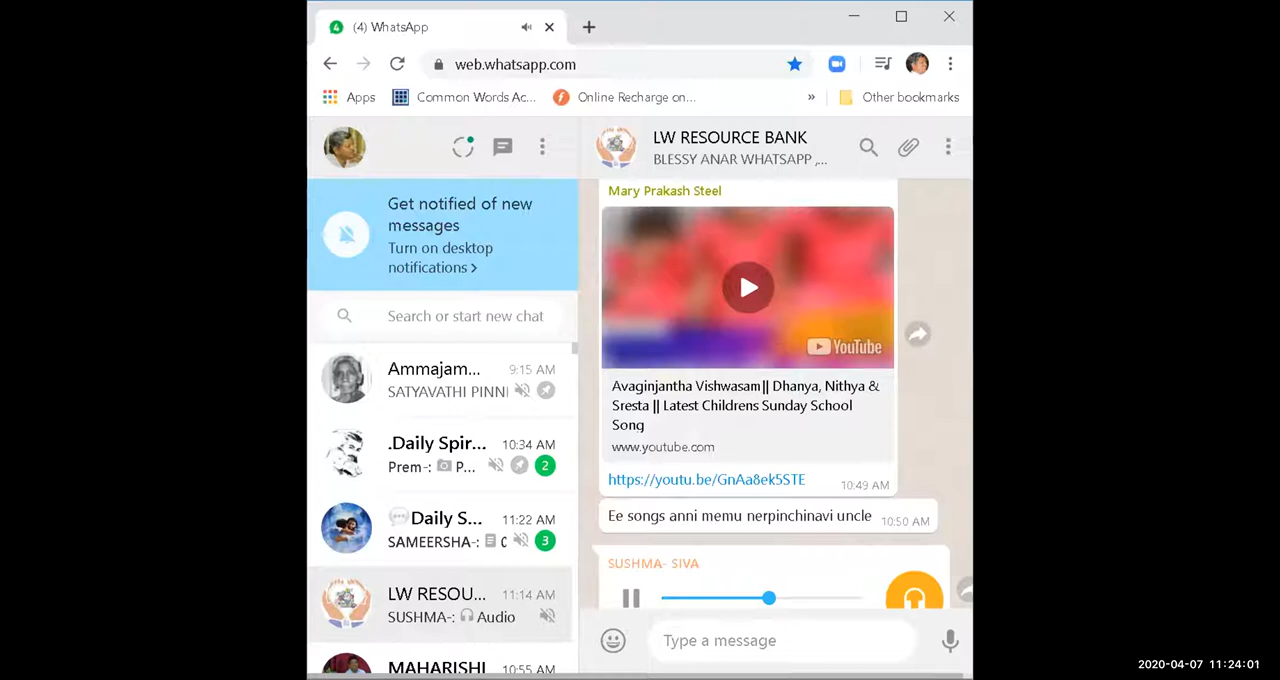 (4) WhatsApp
web.whatsapp.com
Apps
Common Words Ac...
Online Recharge on...
»
Other bookmarks
LW RESOURCE BANK
BLESSY ANAR WHATSAPP ,...
Get notified of new
messages
Turn on desktop
notifications >
Search or start new chat
Ammajam... 9:15 AM
SATYAVATHI PINNI
.Daily Spir... 10:34 AM
Prem-: P... 2
Daily S... 11:22 AM
SAMEERSHA-: 3
LW RESOU... 11:14 AM
SUSHMA-: Audio
MAHARISHI 10:55 AM
Mary Prakash Steel
YouTube
Avaginjantha Vishwasam|| Dhanya, Nithya &
Sresta || Latest Childrens Sunday School
Song
www.youtube.com
https://youtu.be/GnAa8ek5STE 10:49 AM
Ee songs anni memu nerpinchinavi uncle 10:50 AM
SUSHMA- SIVA
Type a message
2020-04-07 11:24:01